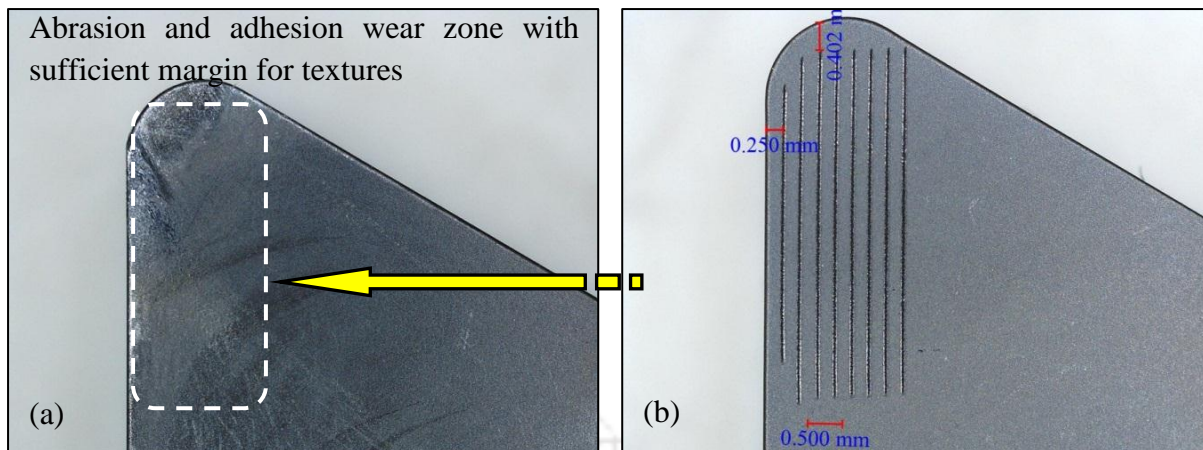 Abrasion and adhesion wear zone with
sufficient margin for textures
(a)
0.402 m
0.250 mm
0.500 mm
(b)